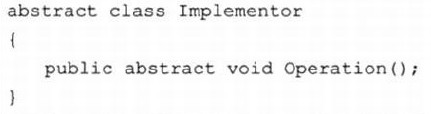 abstract class Implementor
{
    public abstract void Operation();
}